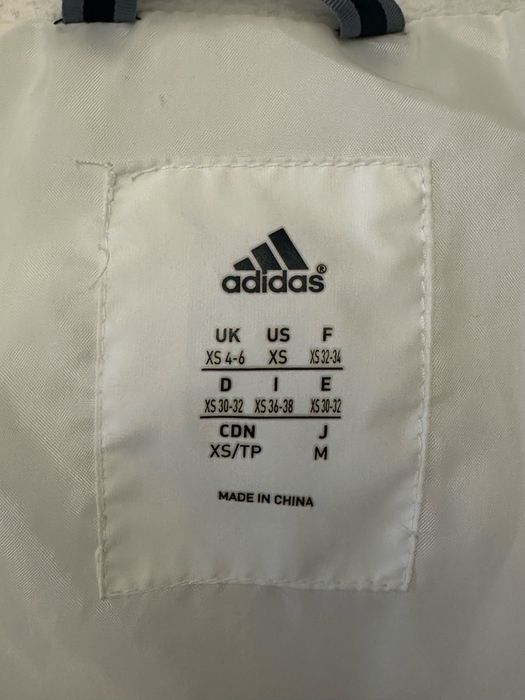 adidas®
UK US F
XS 4-6 XS XS 32-34
D I E
XS 30-32 XS 36-38 XS 30-32
CDN J
XS/TP M
MADE IN CHINA